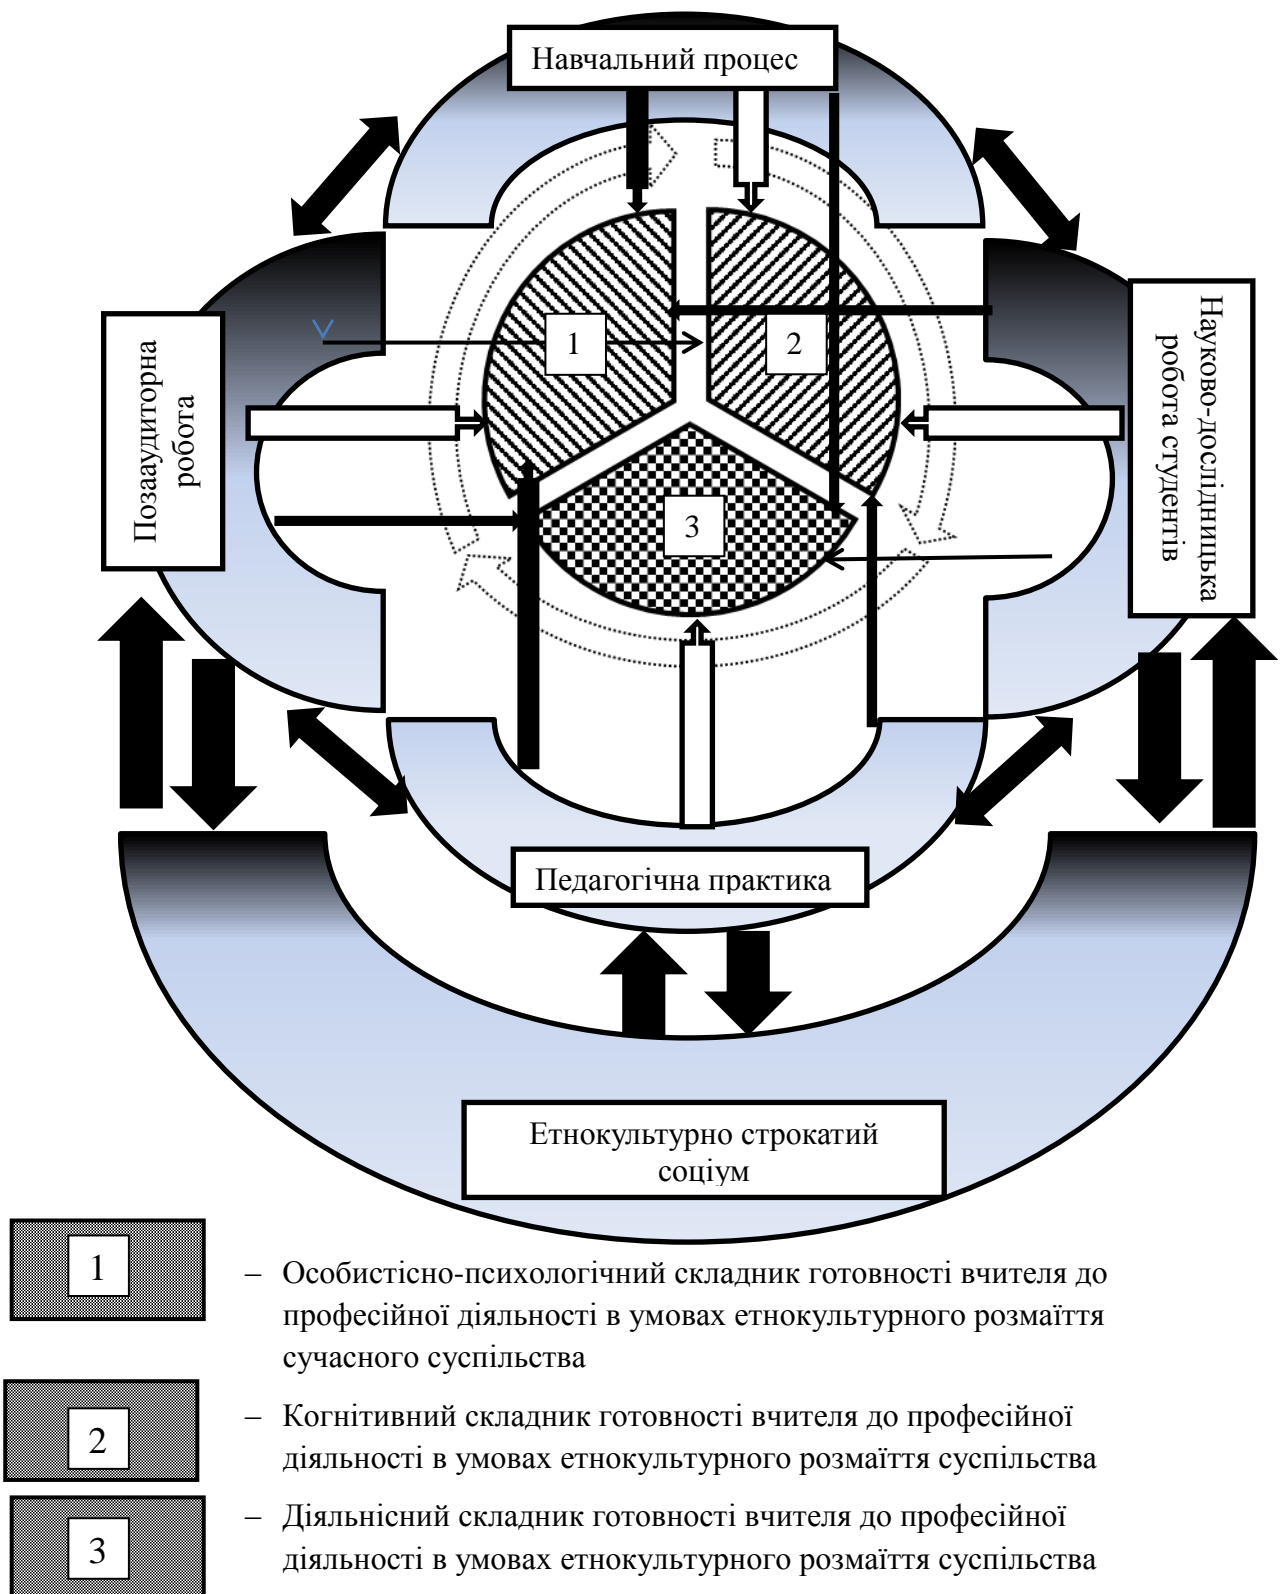 Навчальний процес
Позааудиторна
робота
1
2
3
Науково-дослідницька
робота студентів
Педагогічна практика
Етнокультурно строкатий
соціум
1
– Особистісно-психологічний складник готовності вчителя до
професійної діяльності в умовах етнокультурного розмаїття
сучасного суспільства
2
– Когнітивний складник готовності вчителя до професійної
діяльності в умовах етнокультурного розмаїття суспільства
3
– Діяльнісний складник готовності вчителя до професійної
діяльності в умовах етнокультурного розмаїття суспільства